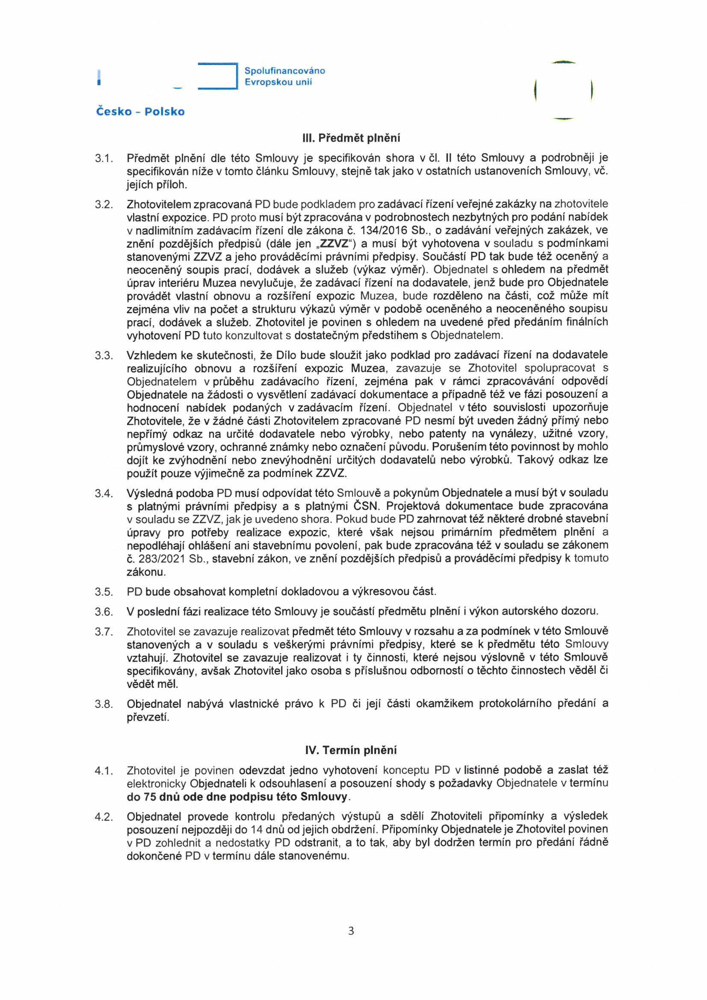 Spolufinancováno
Evropskou unií
Česko – Polsko
III. Předmět plnění
3.1. Předmět plnění dle této Smlouvy je specifikován shora v čl. II této Smlouvy a podrobněji je
specifikován níže v tomto článku Smlouvy, stejně tak jako v ostatních ustanoveních Smlouvy, vč.
jejích příloh.
3.2. Zhotovitelem zpracovaná PD bude podkladem pro zadávací řízení veřejné zakázky na zhotovitele
vlastní expozice. PD proto musí být zpracována v podrobnostech nezbytných pro podání nabídek
v nadlimitním zadávacím řízení dle zákona č. 134/2016 Sb., o zadávání veřejných zakázek, ve
znění pozdějších předpisů (dále jen „ZZVZ“) a musí být vyhotovena v souladu s podmínkami
stanovenými ZZVZ a jeho prováděcími právními předpisy. Součástí PD tak bude též oceněný a
neoceněný soupis prací, dodávek a služeb (výkaz výměr). Objednatel s ohledem na předmět
úprav interiéru Muzea nevylučuje, že zadávací řízení na dodavatele, jenž bude pro Objednatele
provádět vlastní obnovu a rozšíření expozic Muzea, bude rozděleno na části, což může mít
zejména vliv na počet a strukturu výkazů výměr v podobě oceněného a neoceněného soupisu
prací, dodávek a služeb. Zhotovitel je povinen s ohledem na uvedené před předáním finálních
vyhotovení PD tuto konzultovat s dostatečným předstihem s Objednatelem.
3.3. Vzhledem ke skutečnosti, že Dílo bude sloužit jako podklad pro zadávací řízení na dodavatele
realizujícího obnovu a rozšíření expozic Muzea, zavazuje se Zhotovitel spolupracovat s
Objednatelem v průběhu zadávacího řízení, zejména pak v rámci zpracovávání odpovědí
Objednatele na žádosti o vysvětlení zadávací dokumentace a případně též ve fázi posouzení a
hodnocení nabídek podaných v zadávacím řízení. Objednatel v této souvislosti upozorňuje
Zhotovitele, že v žádné části Zhotovitelem zpracované PD nesmí být uveden žádný přímý nebo
nepřímý odkaz na určité dodavatele nebo výrobky, nebo patenty na vynálezy, užitné vzory,
průmyslové vzory, ochranné známky nebo označení původu. Porušením této povinnost by mohlo
dojít ke zvýhodnění nebo znevýhodnění určitých dodavatelů nebo výrobků. Takový odkaz lze
použít pouze výjimečně za podmínek ZZVZ.
3.4. Výsledná podoba PD musí odpovídat této Smlouvě a pokynům Objednatele a musí být v souladu
s platnými právními předpisy a s platnými ČSN. Projektová dokumentace bude zpracována
v souladu se ZZVZ, jak je uvedeno shora. Pokud bude PD zahrnovat též některé drobné stavební
úpravy pro potřeby realizace expozic, které však nejsou primárním předmětem plnění a
nepodléhají ohlášení ani stavebnímu povolení, pak bude zpracována též v souladu se zákonem
č. 283/2021 Sb., stavební zákon, ve znění pozdějších předpisů a prováděcími předpisy k tomuto
zákonu.
3.5. PD bude obsahovat kompletní dokladovou a výkresovou část.
3.6. V poslední fázi realizace této Smlouvy je součástí předmětu plnění i výkon autorského dozoru.
3.7. Zhotovitel se zavazuje realizovat předmět této Smlouvy v rozsahu a za podmínek v této Smlouvě
stanovených a v souladu s veškerými právními předpisy, které se k předmětu této Smlouvy
vztahují. Zhotovitel se zavazuje realizovat i ty činnosti, které nejsou výslovně v této Smlouvě
specifikovány, avšak Zhotovitel jako osoba s příslušnou odborností o těchto činnostech věděl či
vědět měl.
3.8. Objednatel nabývá vlastnické právo k PD či její části okamžikem protokolárního předání a
převzetí.
IV. Termín plnění
4.1. Zhotovitel je povinen odevzdat jedno vyhotovení konceptu PD v listinné podobě a zaslat též
elektronicky Objednateli k odsouhlasení a posouzení shody s požadavky Objednatele v termínu
do 75 dnů ode dne podpisu této Smlouvy.
4.2. Objednatel provede kontrolu předaných výstupů a sdělí Zhotoviteli připomínky a výsledek
posouzení nejpozději do 14 dnů od jejich obdržení. Připomínky Objednatele je Zhotovitel povinen
v PD zohlednit a nedostatky PD odstranit, a to tak, aby byl dodržen termín pro předání řádně
dokončené PD v termínu dále stanovenému.
3